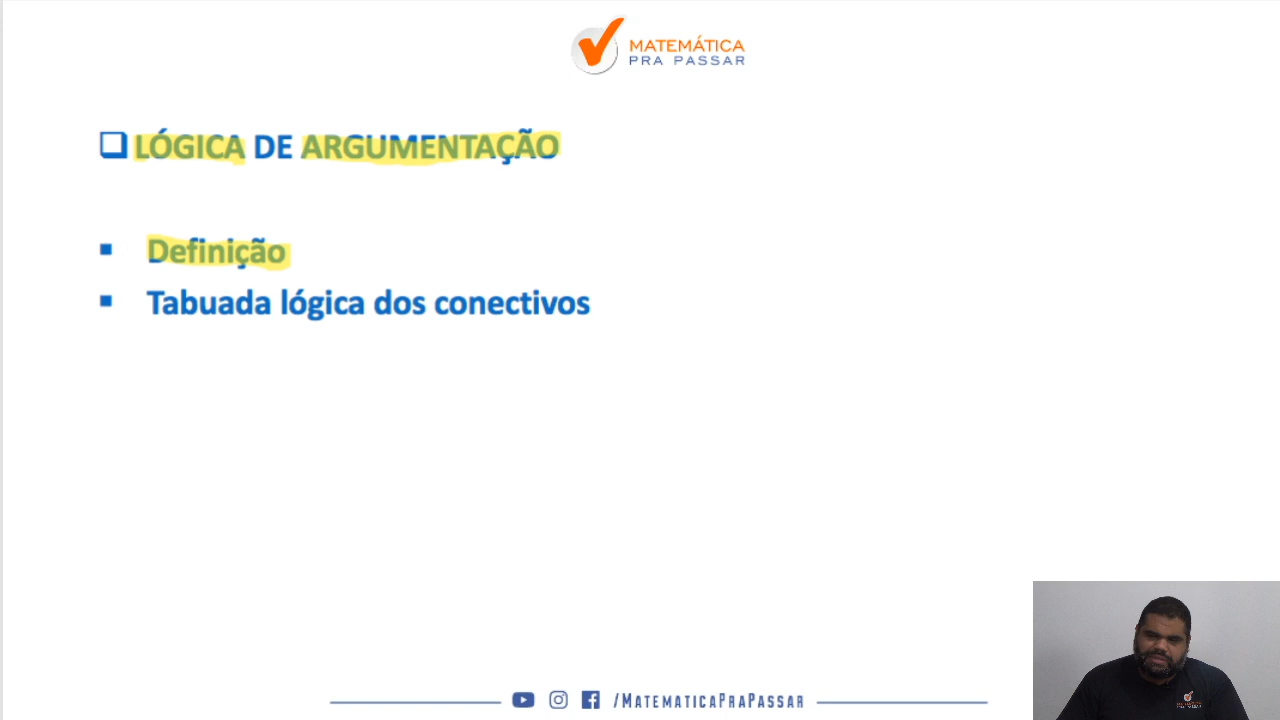 MATEMÁTICA
PRA PASSAR
LÓGICA DE ARGUMENTAÇÃO
Definição
Tabuada lógica dos conectivos
/MATEMATICAPRAPASSAR